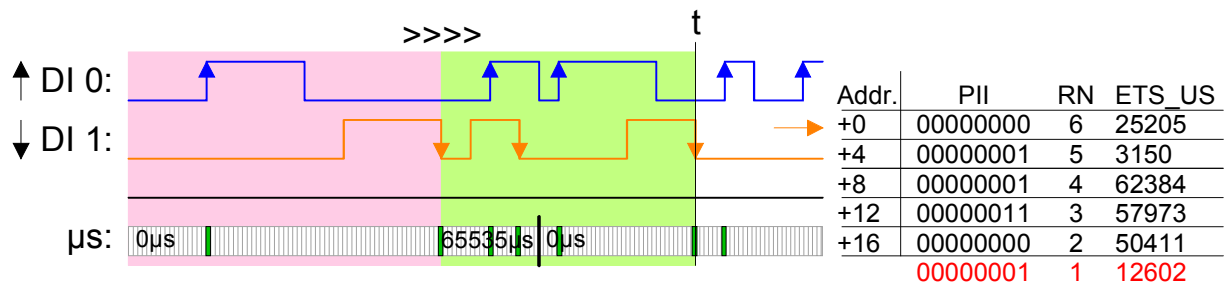 >>>> t
DI 0:
DI 1:
µs: 0µs 65535µs 0µs
Addr. PII RN ETS_US
+0 00000000 6 25205
+4 00000001 5 3150
+8 00000001 4 62384
+12 00000011 3 57973
+16 00000000 2 50411
00000001 1 12602